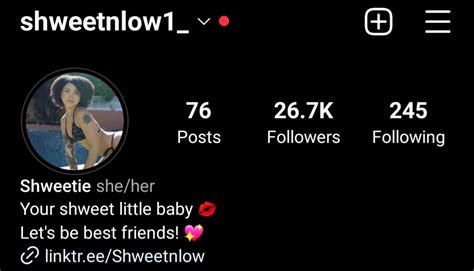 shweetnlow1_
76 26.7K 245
Posts Followers Following
Shweetie she/her
Your shweet little baby 💋
Let's be best friends! 💖
linktr.ee/Shweetnlow